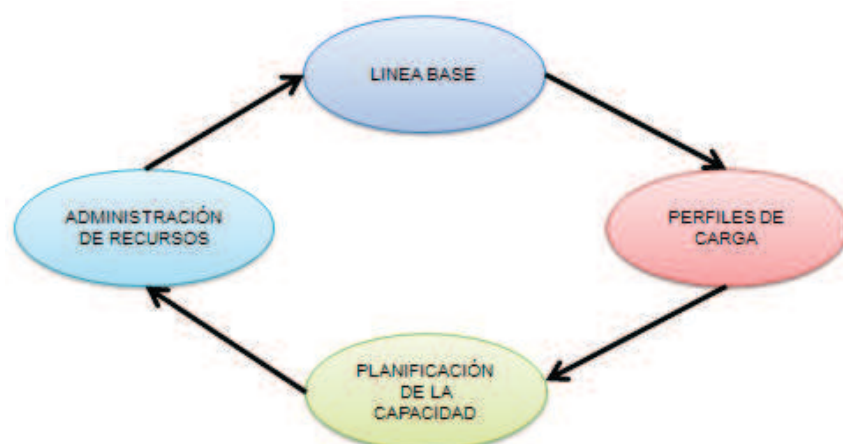 LINEA BASE
ADMINISTRACIÓN
DE RECURSOS
PERFILES DE
CARGA
PLANIFICACIÓN
DE LA
CAPACIDAD